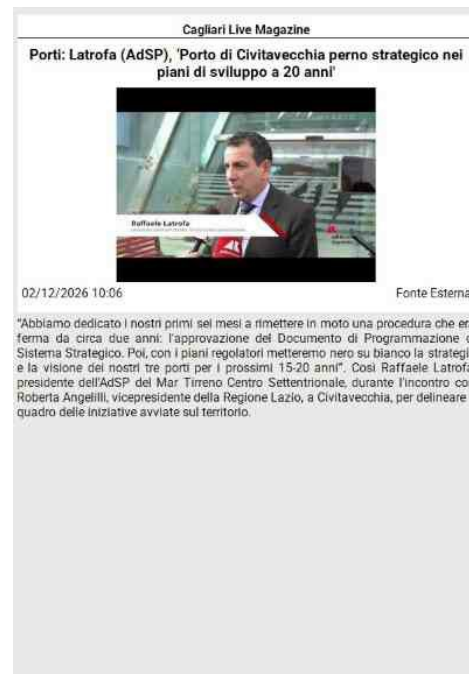 Cagliari Live Magazine
Porti: Latrofa (AdSP), 'Porto di Civitavecchia perno strategico nei
piani di sviluppo a 20 anni'
Raffaele Latrofa
02/12/2026 10:06
Fonte Esterna
"Abbiamo dedicato i nostri primi sei mesi a rimettere in moto una procedura che er
ferma da circa due anni: l'approvazione del Documento di Programmazione d
Sistema Strategico. Poi, con i piani regolatori metteremo nero su bianco la strategi
e la visione dei nostri tre porti per i prossimi 15-20 anni". Così Raffaele Latrofa
presidente dell'AdSP del Mar Tirreno Centro Settentrionale, durante l'incontro co
Roberta Angelilli, vicepresidente della Regione Lazio, a Civitavecchia, per delineare
quadro delle iniziative avviate sul territorio.